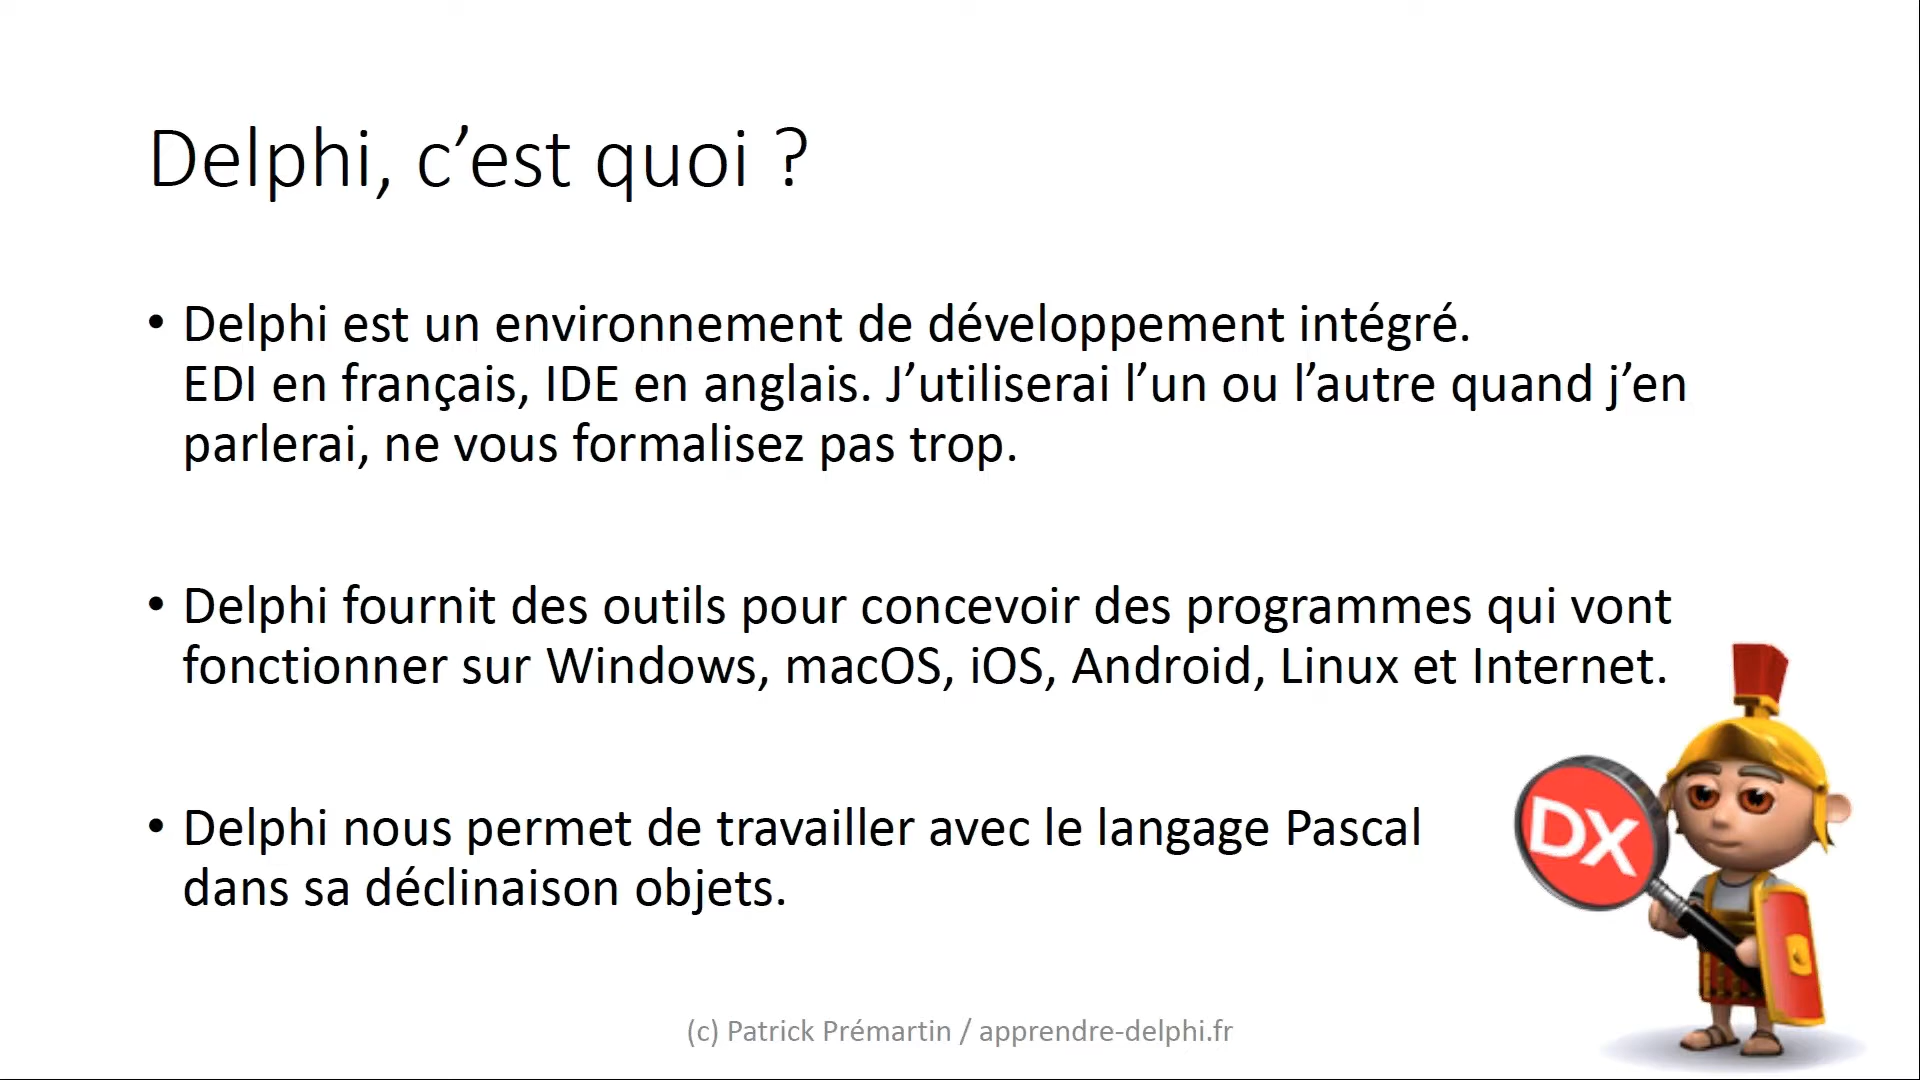 Delphi, c’est quoi ?
• Delphi est un environnement de développement intégré.
EDI en français, IDE en anglais. J’utiliserai l’un ou l’autre quand j’en
parlerai, ne vous formalisez pas trop.
• Delphi fournit des outils pour concevoir des programmes qui vont
fonctionner sur Windows, macOS, iOS, Android, Linux et Internet.
• Delphi nous permet de travailler avec le langage Pascal
dans sa déclinaison objets.
DX
(c) Patrick Prémartin / apprendre-delphi.fr